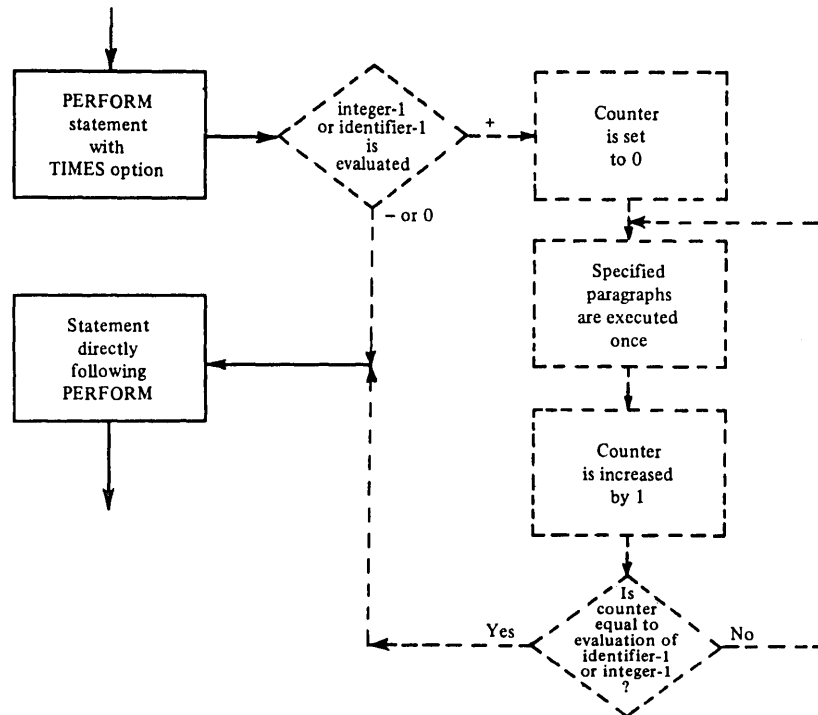 PERFORM
statement
with
TIMES option
integer-1
or identifier-1
is
evaluated
+
Counter
is set
to 0
– or 0
Specified
paragraphs
are executed
once
Statement
directly
following
PERFORM
Counter
is increased
by 1
Is
counter
equal to
evaluation of
identifier-1
or integer-1
?
Yes
No